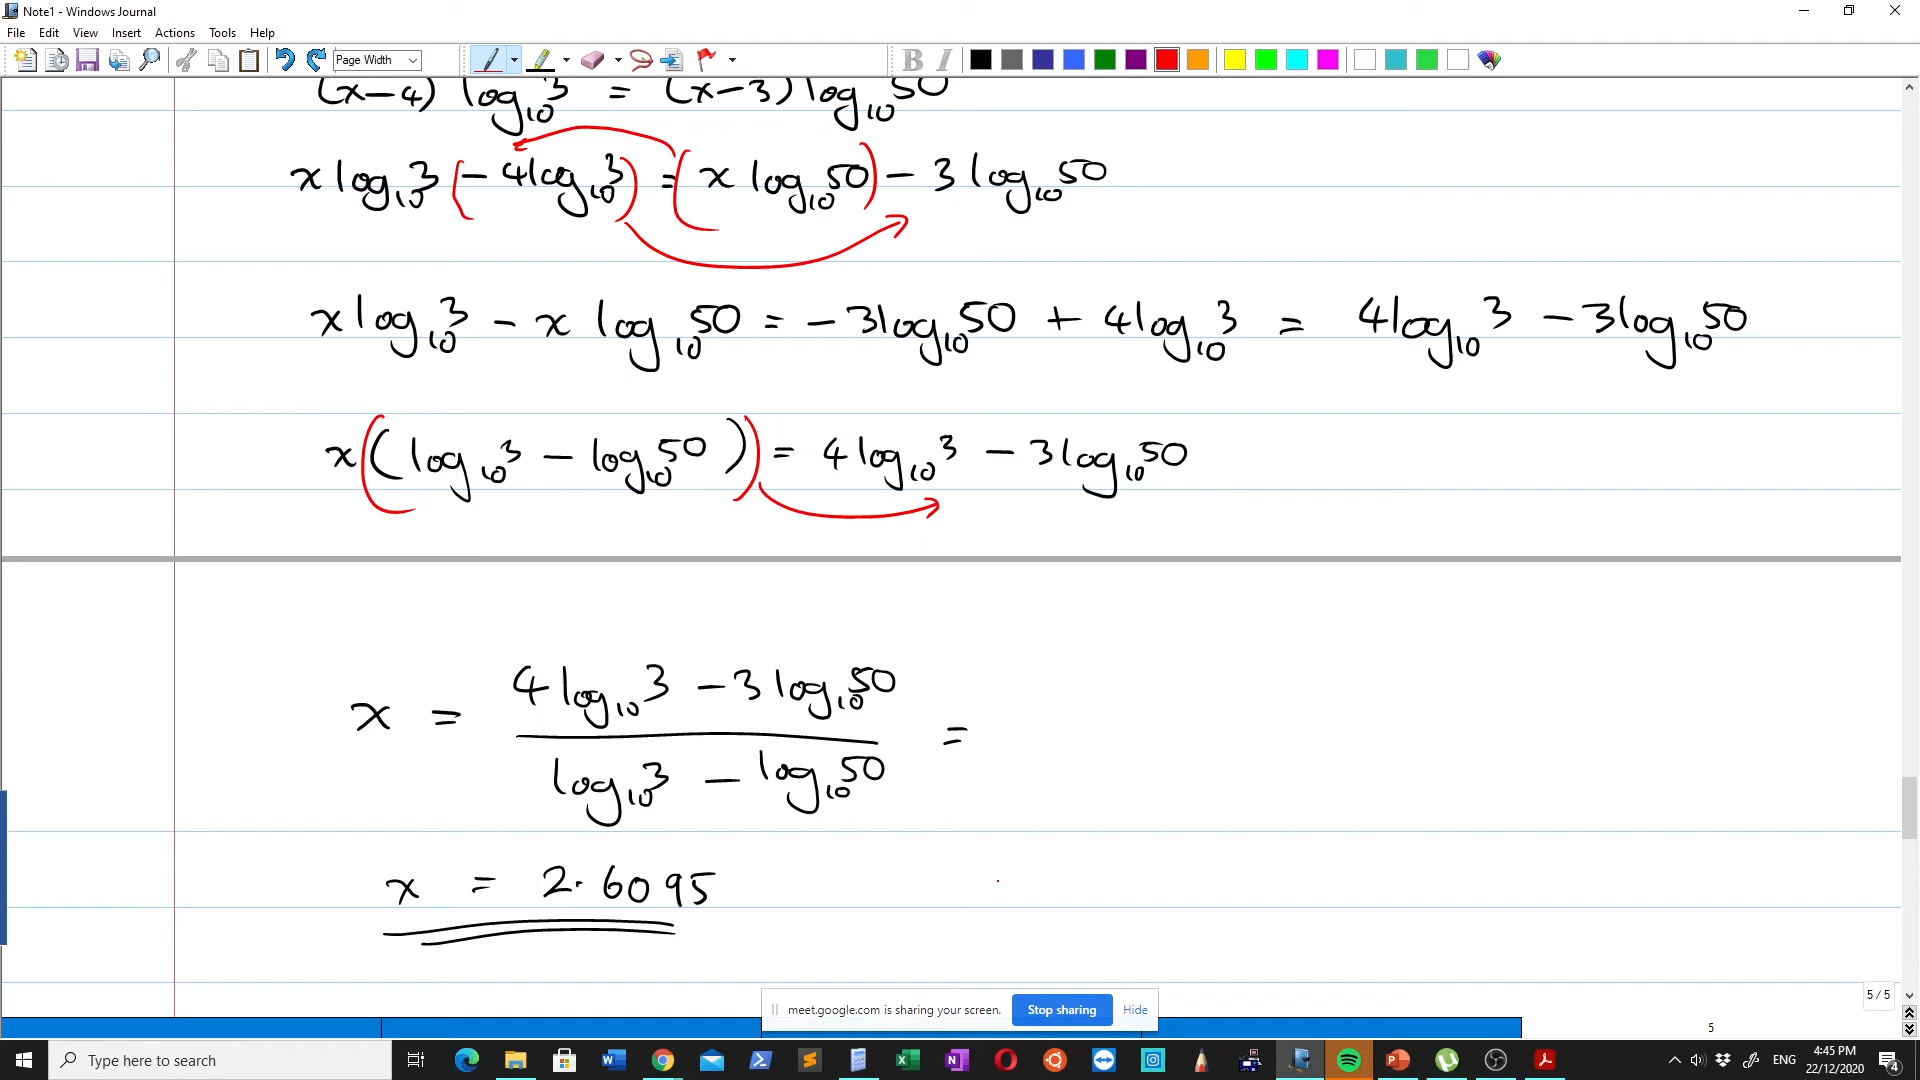 Note1 - Windows Journal
File Edit View Insert Actions Tools Help
Page Width
B I
(x-4) log₁₀3 = (x-3) log₁₀50
x log₁₀3 (- 4log₁₀3) = (x log₁₀50) - 3 log₁₀50
x log₁₀3 - x log₁₀50 = - 3log₁₀50 + 4log₁₀3 = 4log₁₀3 - 3log₁₀50
x ((log₁₀3 - log₁₀50)) = 4log₁₀3 - 3log₁₀50
x = (4 log₁₀3 - 3 log₁₀50) / (log₁₀3 - log₁₀50) =
x = 2.6095
5 / 5
meet.google.com is sharing your screen. Stop sharing Hide
5
Type here to search
ENG
4:45 PM
22/12/2020
4